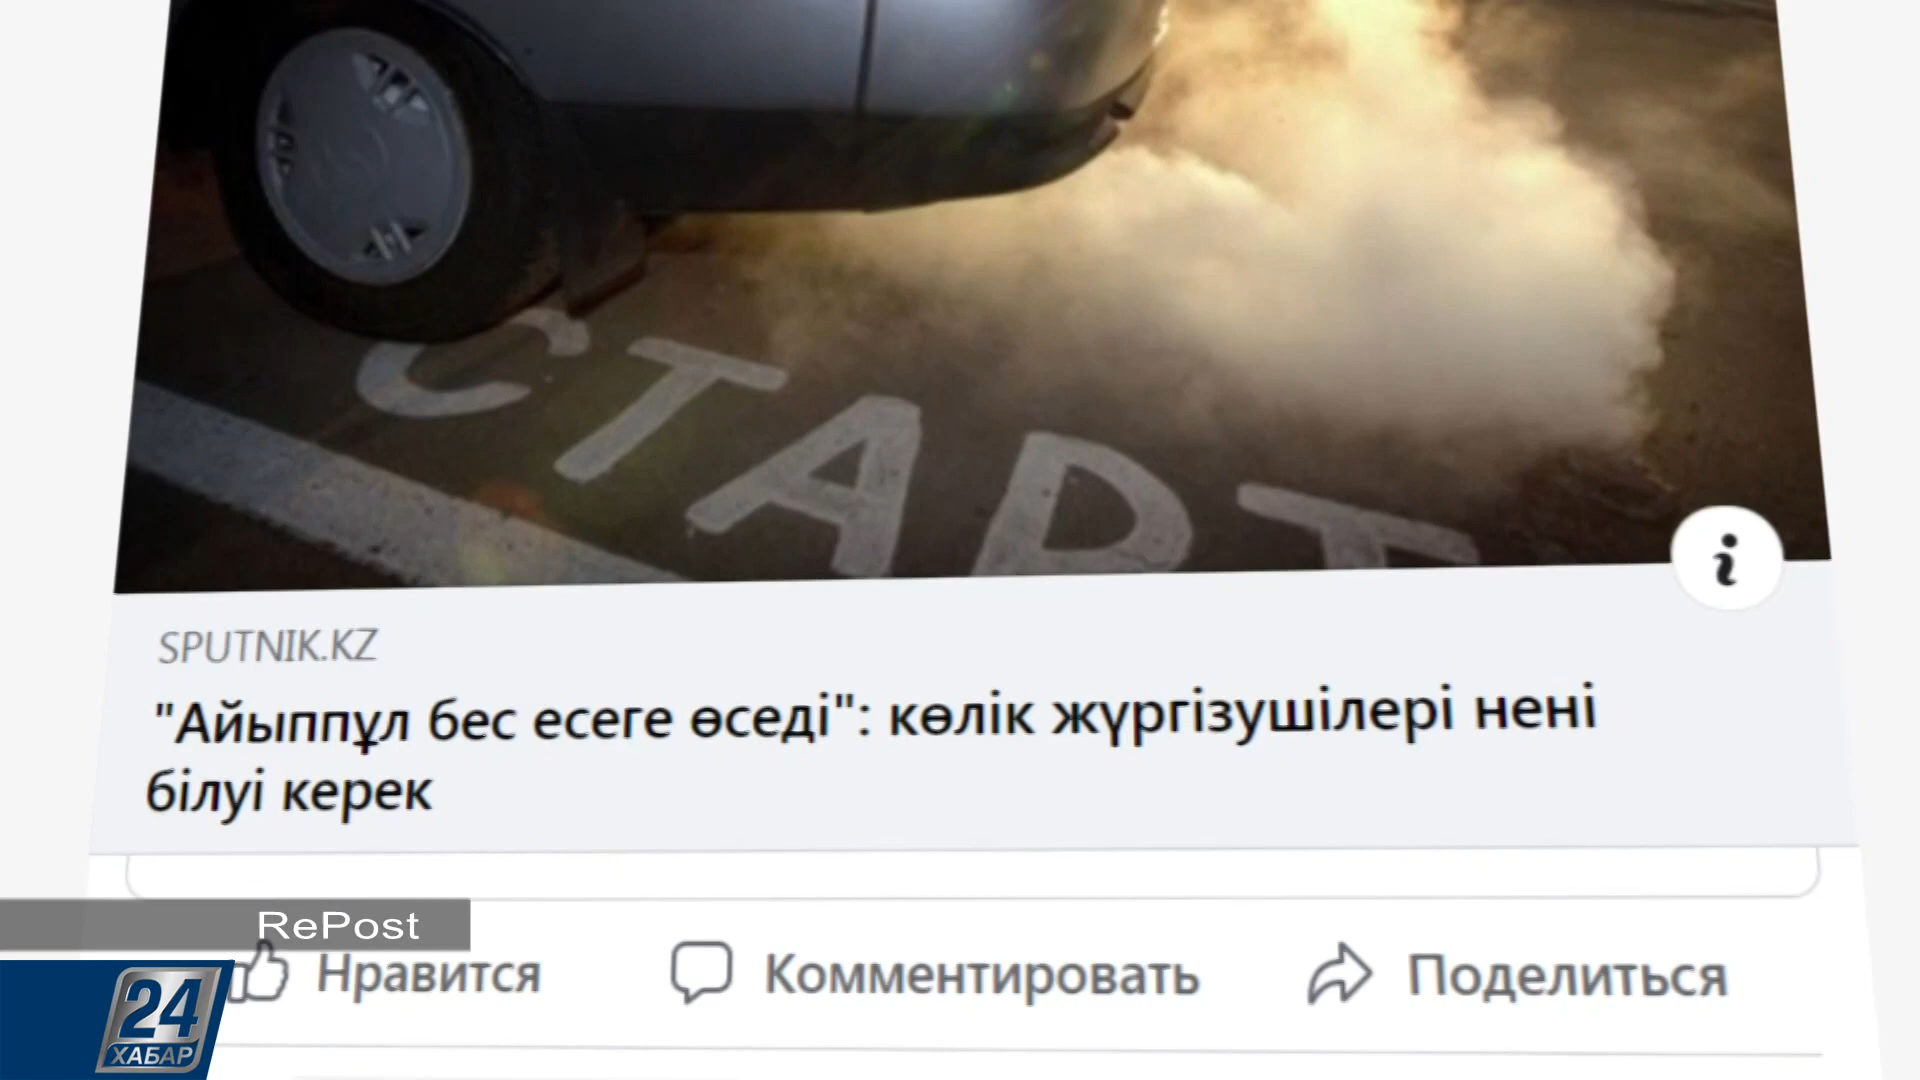 СТАРТ
SPUTNIK.KZ
"Айыппұл бес есеге өседі": көлік жүргізушілері нені
білуі керек
RePost
Нравится
Комментировать
Поделиться
24
ХАБАР